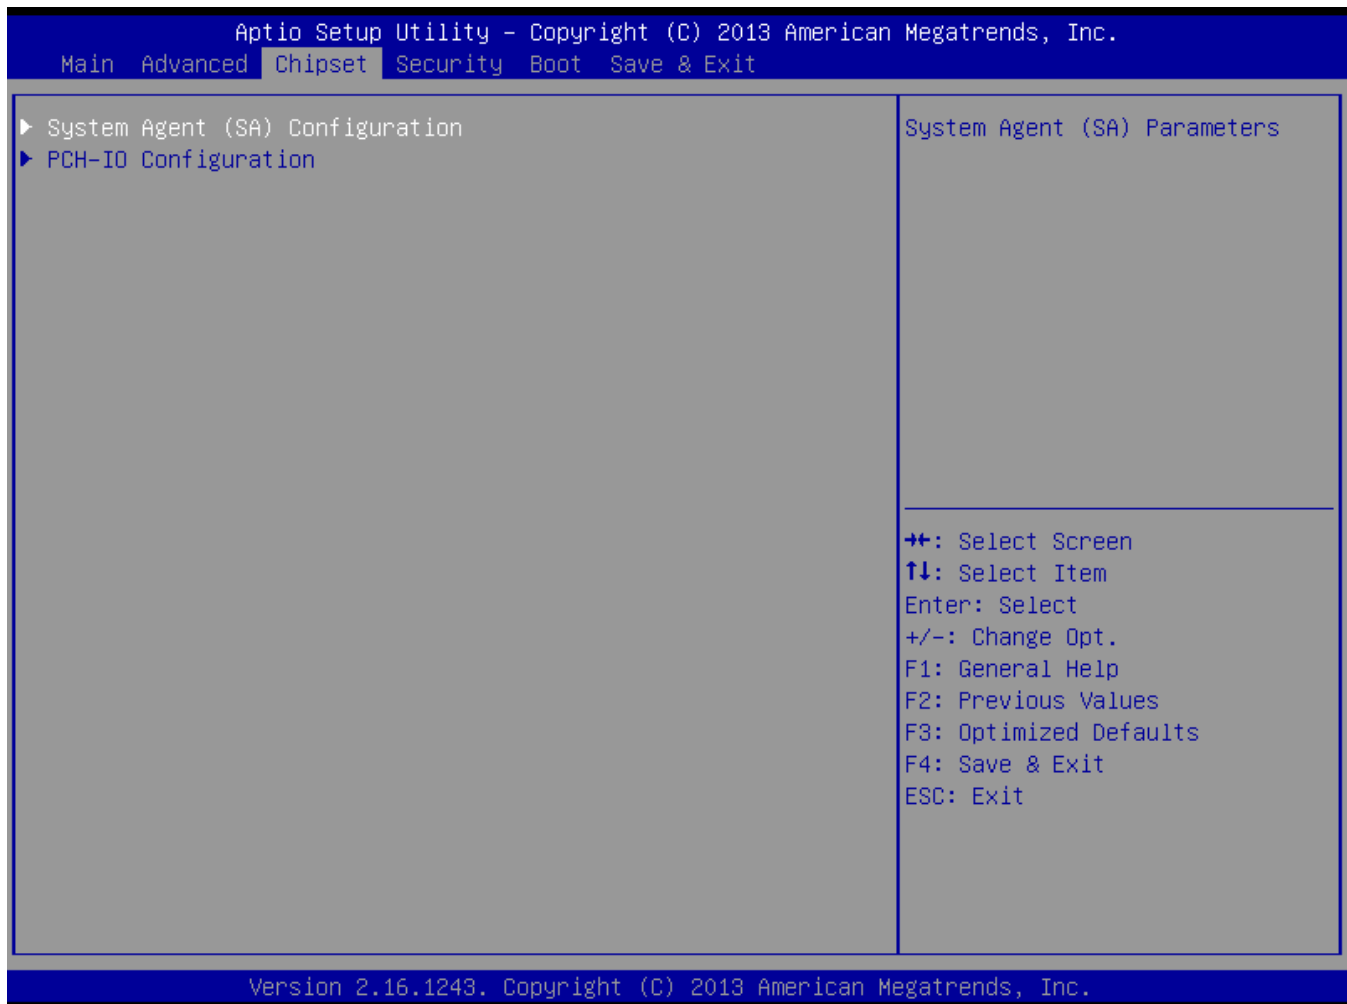 Aptio Setup Utility – Copyright (C) 2013 American Megatrends, Inc.
Main Advanced Chipset Security Boot Save & Exit
► System Agent (SA) Configuration
► PCH-IO Configuration
System Agent (SA) Parameters
→←: Select Screen
↑↓: Select Item
Enter: Select
+/-: Change Opt.
F1: General Help
F2: Previous Values
F3: Optimized Defaults
F4: Save & Exit
ESC: Exit
Version 2.16.1243. Copyright (C) 2013 American Megatrends, Inc.